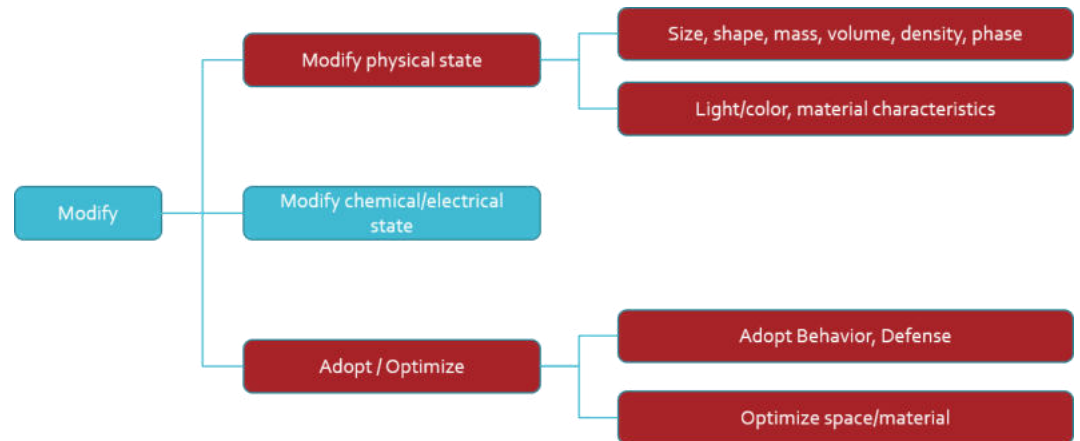 Modify
Modify physical state
Size, shape, mass, volume, density, phase
Light/color, material characteristics
Modify chemical/electrical
state
Adopt / Optimize
Adopt Behavior, Defense
Optimize space/material